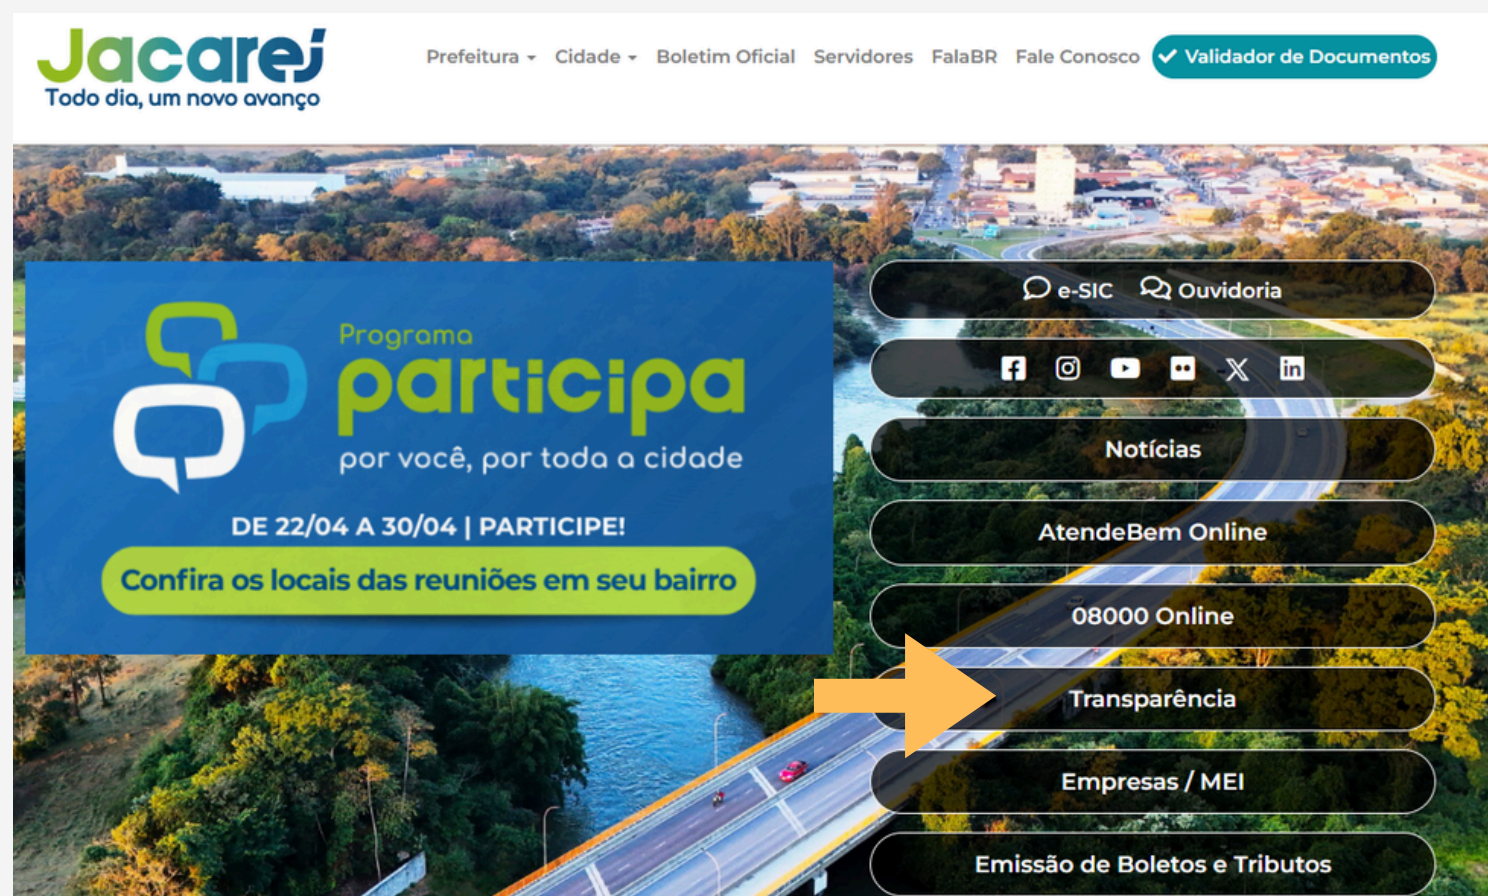 Jacareí
Todo dia, um novo avanço
Prefeitura
Cidade
Boletim Oficial
Servidores
FalaBR
Fale Conosco
Validador de Documentos
Programa
participa
por você, por toda a cidade
DE 22/04 A 30/04 | PARTICIPE!
Confira os locais das reuniões em seu bairro
e-SIC
Ouvidoria
Notícias
AtendeBem Online
08000 Online
Transparência
Empresas / MEI
Emissão de Boletos e Tributos